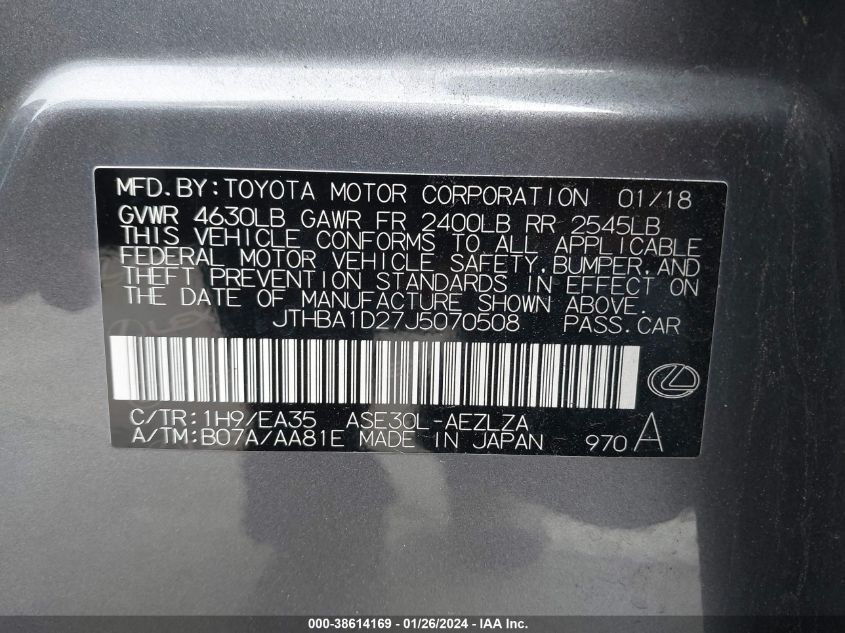 MFD.BY:TOYOTA MOTOR CORPORATION 01/18
GVWR 4630LB GAWR FR 2400LB RR 2545LB
THIS VEHICLE CONFORMS TO ALL APPLICABLE
FEDERAL MOTOR VEHICLE SAFETY,BUMPER,AND
THEFT PREVENTION STANDARDS IN EFFECT ON
THE DATE OF MANUFACTURE SHOWN ABOVE.
JTHBA1D27J5070508 PASS.CAR
C/TR:1H9/EA35 ASE30L-AEZLZA
A/TM:B07A/AA81E MADE IN JAPAN 970A
000-38614169 - 01/26/2024 - IAA Inc.